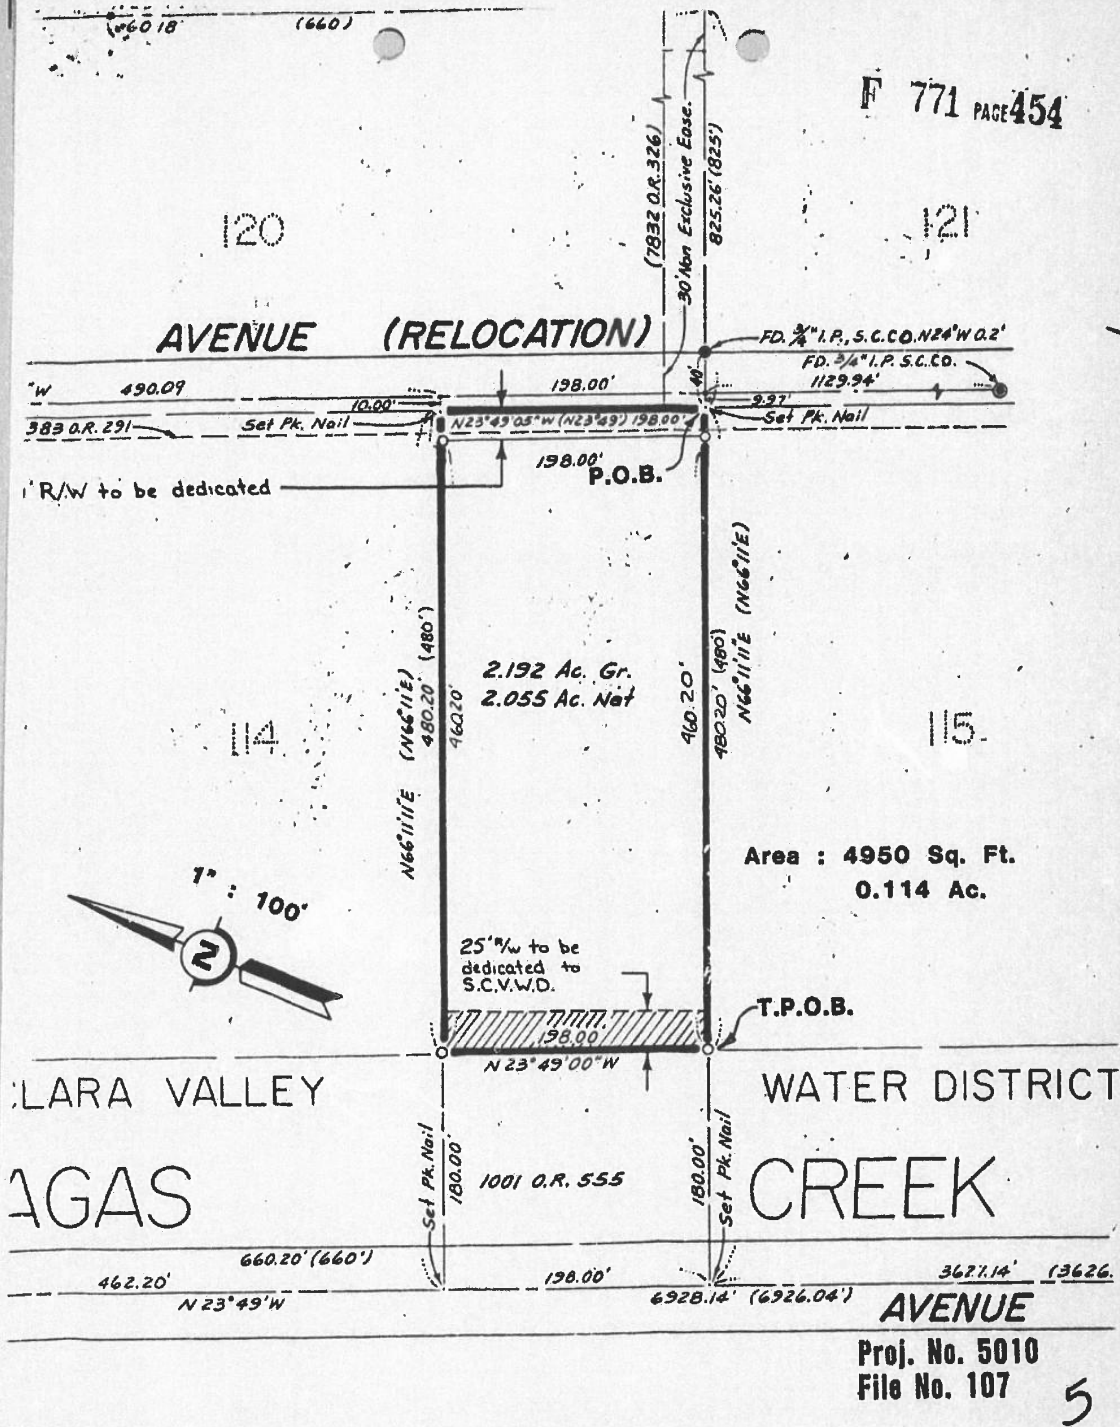 (660)
F 771 PAGE 454
(7832 O.R. 326)
30' Non Exclusive Ease.
825.26' (825')
120
121
AVENUE (RELOCATION)
FD. 3/4" I.P., S.C.CO. N24°W 0.2'
FD. 3/4" I.P. S.C.CO.
"W 490.09
198.00'
40'
1129.94'
10.00'
9.97'
383 O.R. 291
Set Pk. Nail
N23°49'05"W (N23°49') 198.00'
Set Pk. Nail
198.00'
P.O.B.
' R/W to be dedicated
N66°11'11"E (N66°11'E)
480.20' (480')
460.20'
2.192 Ac. Gr.
2.055 Ac. Net
460.20'
480.20' (480')
N66°11'11"E (N66°11'E)
114
115
Area : 4950 Sq. Ft.
0.114 Ac.
1" : 100'
N
25' R/W to be
dedicated to
S.C.V.W.D.
198.00
N 23°49'00"W
T.P.O.B.
LARA VALLEY
WATER DISTRICT
Set Pk. Nail
180.00'
1001 O.R. 555
180.00'
Set Pk. Nail
AGAS
CREEK
660.20' (660')
462.20'
198.00'
3627.14' (3626.
N 23°49'W
6928.14' (6926.04')
AVENUE
Proj. No. 5010
File No. 107
5